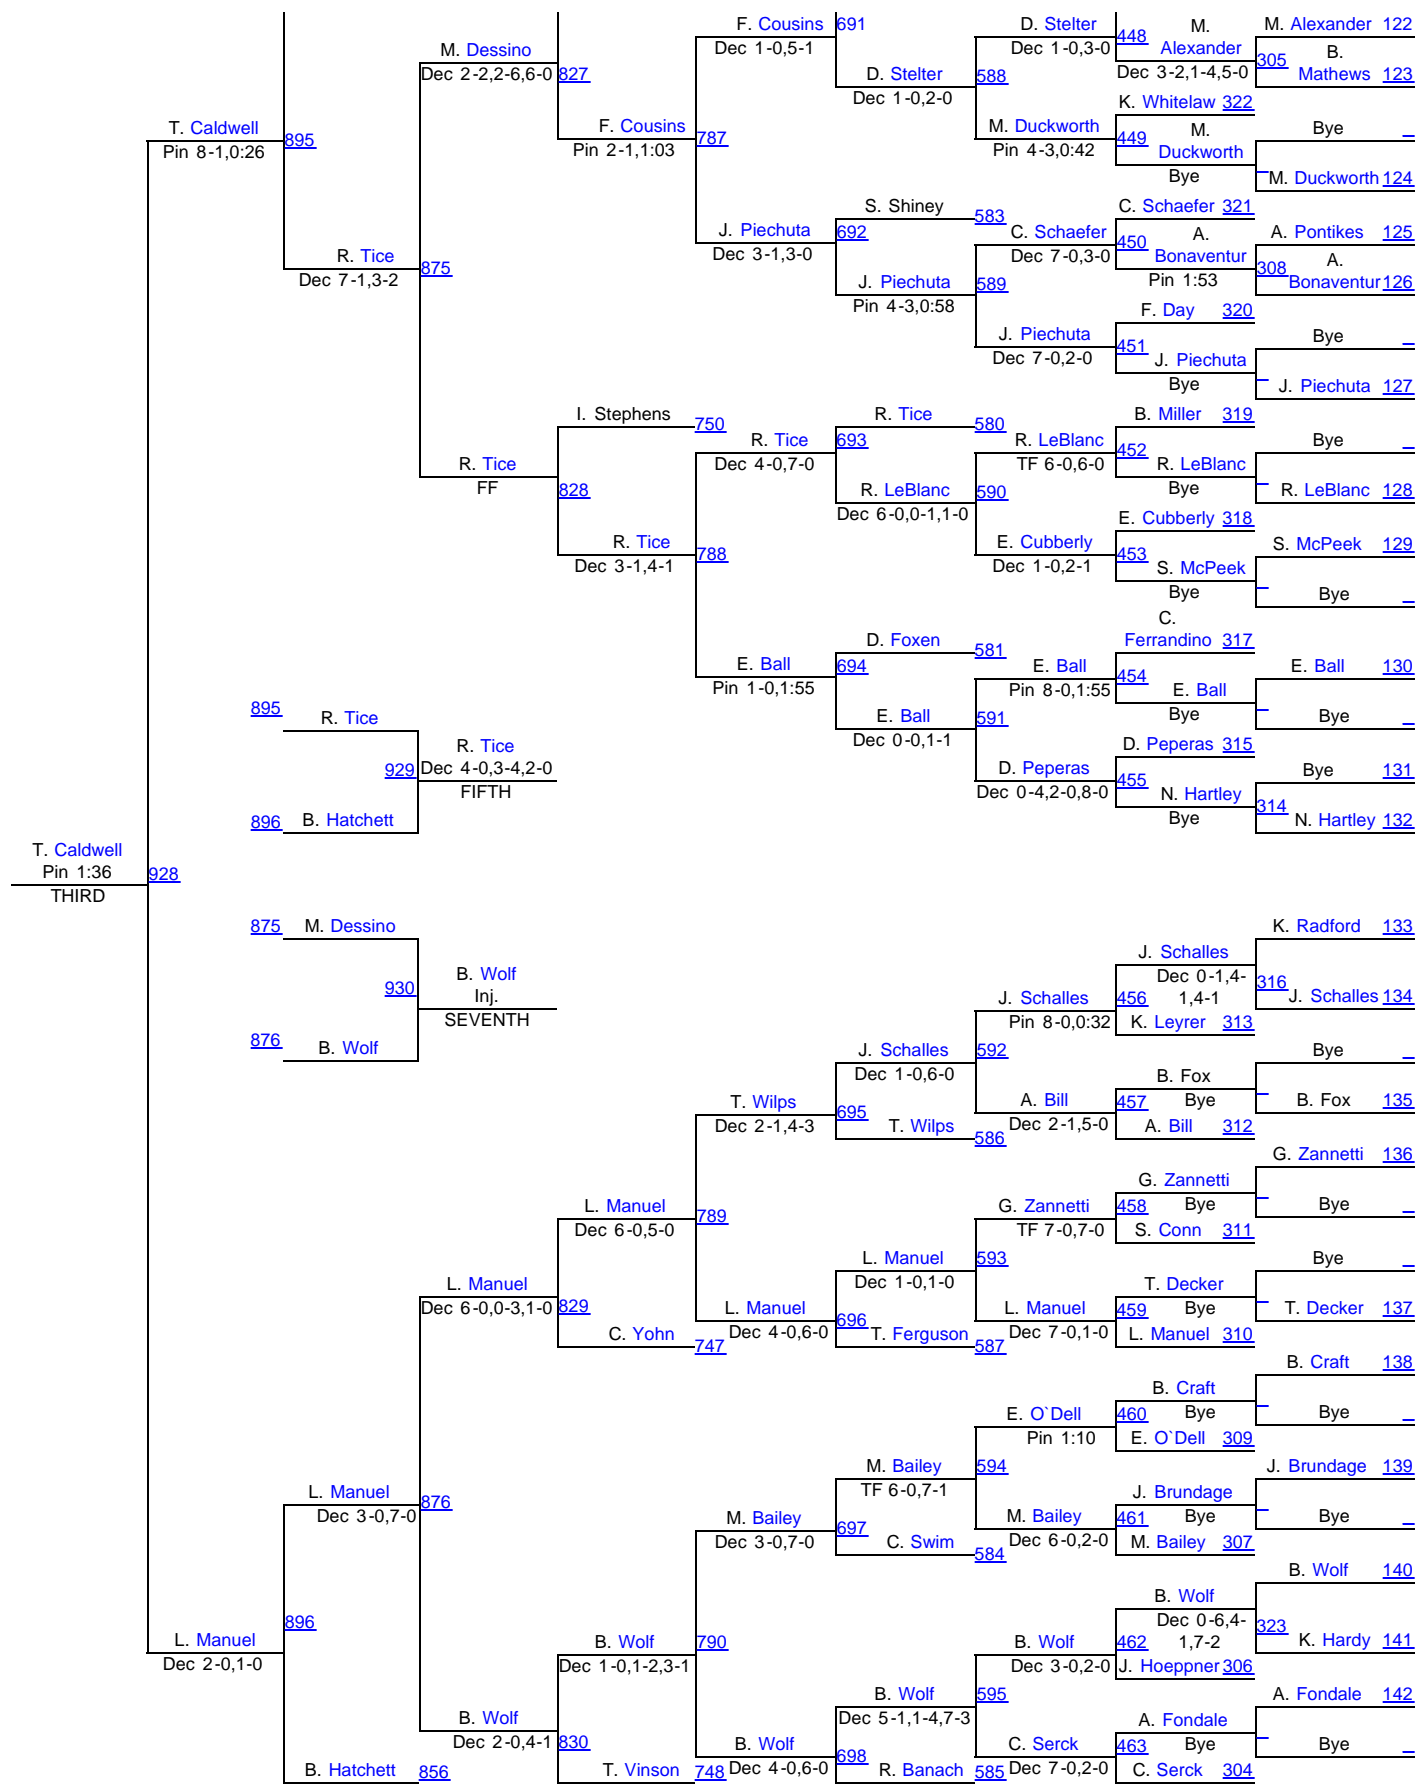 F. Cousins 691
Dec 1-0,5-1
D. Stelter
Dec 1-0,3-0
448
M.
Alexander
Dec 3-2,1-4,5-0
M. Alexander 122
305
B.
Mathews 123
M. Dessino
Dec 2-2,2-6,6-0
827
D. Stelter
Dec 1-0,2-0
588
K. Whitelaw 322
T. Caldwell
Pin 8-1,0:26
895
F. Cousins
Pin 2-1,1:03
787
M. Duckworth
Pin 4-3,0:42
449
M.
Duckworth
Bye
Bye _
_
M. Duckworth 124
S. Shiney 583
C. Schaefer 321
J. Piechuta
Dec 3-1,3-0
692
C. Schaefer
Dec 7-0,3-0
450
A.
Bonaventur
Pin 1:53
A. Pontikes 125
308
A.
Bonaventur 126
R. Tice
Dec 7-1,3-2
875
J. Piechuta
Pin 4-3,0:58
589
F. Day 320
J. Piechuta
Dec 7-0,2-0
451
J. Piechuta
Bye
Bye _
_
J. Piechuta 127
I. Stephens 750
R. Tice 580
B. Miller 319
R. Tice
Dec 4-0,7-0
693
R. LeBlanc
TF 6-0,6-0
452
R. LeBlanc
Bye
Bye _
_
R. LeBlanc 128
R. Tice
FF
828
R. LeBlanc
Dec 6-0,0-1,1-0
590
E. Cubberly 318
R. Tice
Dec 3-1,4-1
788
E. Cubberly
Dec 1-0,2-1
453
S. McPeek
Bye
S. McPeek 129
_
Bye _
D. Foxen 581
C.
Ferrandino 317
E. Ball
Pin 1-0,1:55
694
E. Ball
Pin 8-0,1:55
454
E. Ball
Bye
E. Ball 130
_
Bye _
895
R. Tice
E. Ball
Dec 0-0,1-1
591
D. Peperas 315
929
R. Tice
Dec 4-0,3-4,2-0
FIFTH
D. Peperas
Dec 0-4,2-0,8-0
455
N. Hartley
Bye
Bye 131
314
N. Hartley 132
896
B. Hatchett
T. Caldwell
Pin 1:36
THIRD
928
875
M. Dessino
K. Radford 133
930
B. Wolf
Inj.
SEVENTH
J. Schalles
Pin 8-0,0:32
456
J. Schalles
Dec 0-1,4-
1,4-1
316
J. Schalles 134
K. Leyrer 313
876
B. Wolf
J. Schalles
Dec 1-0,6-0
592
Bye _
B. Fox
Bye
_
B. Fox 135
T. Wilps
Dec 2-1,4-3
695
A. Bill
Dec 2-1,5-0
457
A. Bill 312
T. Wilps 586
G. Zannetti 136
G. Zannetti
Bye
_
Bye _
L. Manuel
Dec 6-0,5-0
789
G. Zannetti
TF 7-0,7-0
458
S. Conn 311
L. Manuel
Dec 1-0,1-0
593
Bye _
L. Manuel
Dec 6-0,0-3,1-0
829
T. Decker
Bye
_
T. Decker 137
L. Manuel
Dec 4-0,6-0
696
L. Manuel
Dec 7-0,1-0
459
L. Manuel 310
C. Yohn 747
T. Ferguson 587
B. Craft 138
B. Craft
Bye
_
Bye _
E. O`Dell
Pin 1:10
460
E. O`Dell 309
M. Bailey
TF 6-0,7-1
594
J. Brundage 139
L. Manuel
Dec 3-0,7-0
876
J. Brundage
Bye
_
Bye _
M. Bailey
Dec 3-0,7-0
697
M. Bailey
Dec 6-0,2-0
461
M. Bailey 307
C. Swim 584
B. Wolf 140
896
B. Wolf
Dec 0-6,4-
1,7-2
323
K. Hardy 141
L. Manuel
Dec 2-0,1-0
B. Wolf
Dec 1-0,1-2,3-1
790
B. Wolf
Dec 3-0,2-0
462
J. Hoeppner 306
B. Wolf
Dec 5-1,1-4,7-3
595
A. Fondale 142
B. Wolf
Dec 2-0,4-1
830
A. Fondale
Bye
_
Bye _
B. Wolf
Dec 4-0,6-0
698
C. Serck
Dec 7-0,2-0
463
C. Serck 304
B. Hatchett 856
T. Vinson 748
R. Banach 585